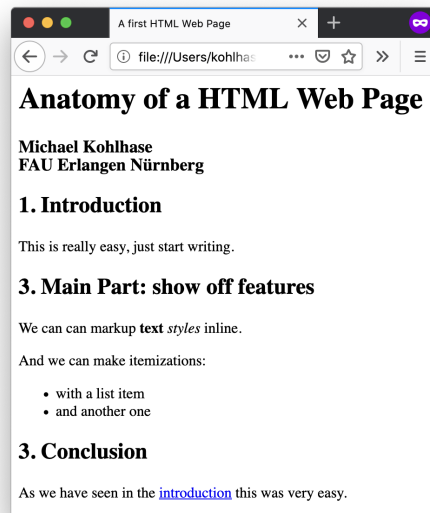 A first HTML Web Page
file:///Users/kohlhas
Anatomy of a HTML Web Page
Michael Kohlhase
FAU Erlangen Nürnberg
1. Introduction
This is really easy, just start writing.
3. Main Part: show off features
We can can markup text styles inline.
And we can make itemizations:
• with a list item
• and another one
3. Conclusion
As we have seen in the introduction this was very easy.